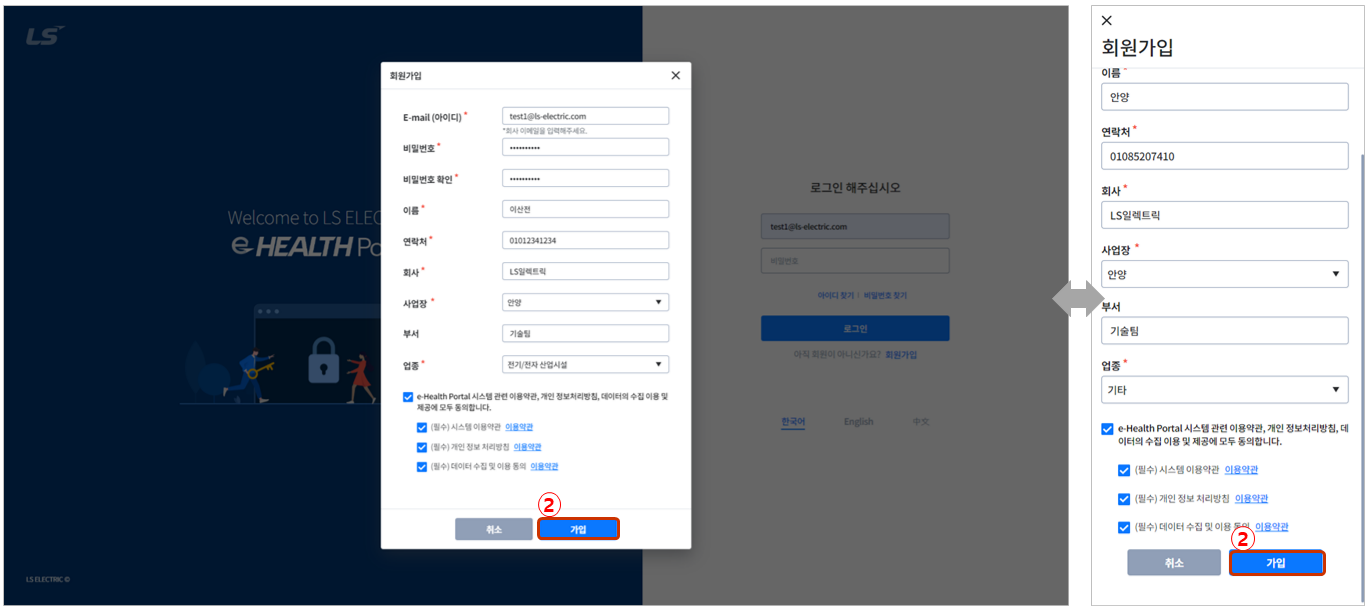 LS
Welcome to LS ELEC
e-HEALTH Po
LS ELECTRIC ©
회원가입
E-mail (아이디) *
test1@ls-electric.com
*회사 이메일을 입력해주세요.
비밀번호 *
••••••••••
비밀번호 확인 *
••••••••••
이름 *
이산전
연락처 *
01012341234
회사 *
LS일렉트릭
사업장 *
안양
부서
기술팀
업종 *
전기/전자 산업시설
e-Health Portal 시스템 관련 이용약관, 개인 정보처리방침, 데이터의 수집 이용 및
제공에 모두 동의합니다.
(필수) 시스템 이용약관 이용약관
(필수) 개인 정보 처리방침 이용약관
(필수) 데이터 수집 및 이용 동의 이용약관
②
취소 가입
로그인 해주십시오
test1@ls-electric.com
비밀번호
아이디 찾기 | 비밀번호 찾기
로그인
아직 회원이 아니신가요? 회원가입
한국어 English 中文
회원가입
이름 *
안양
연락처 *
01085207410
회사 *
LS일렉트릭
사업장 *
안양
부서
기술팀
업종 *
기타
e-Health Portal 시스템 관련 이용약관, 개인 정보처리방침, 데
이터의 수집 이용 및 제공에 모두 동의합니다.
(필수) 시스템 이용약관 이용약관
(필수) 개인 정보 처리방침 이용약관
(필수) 데이터 수집 및 이용 동의 이용약관
②
취소 가입